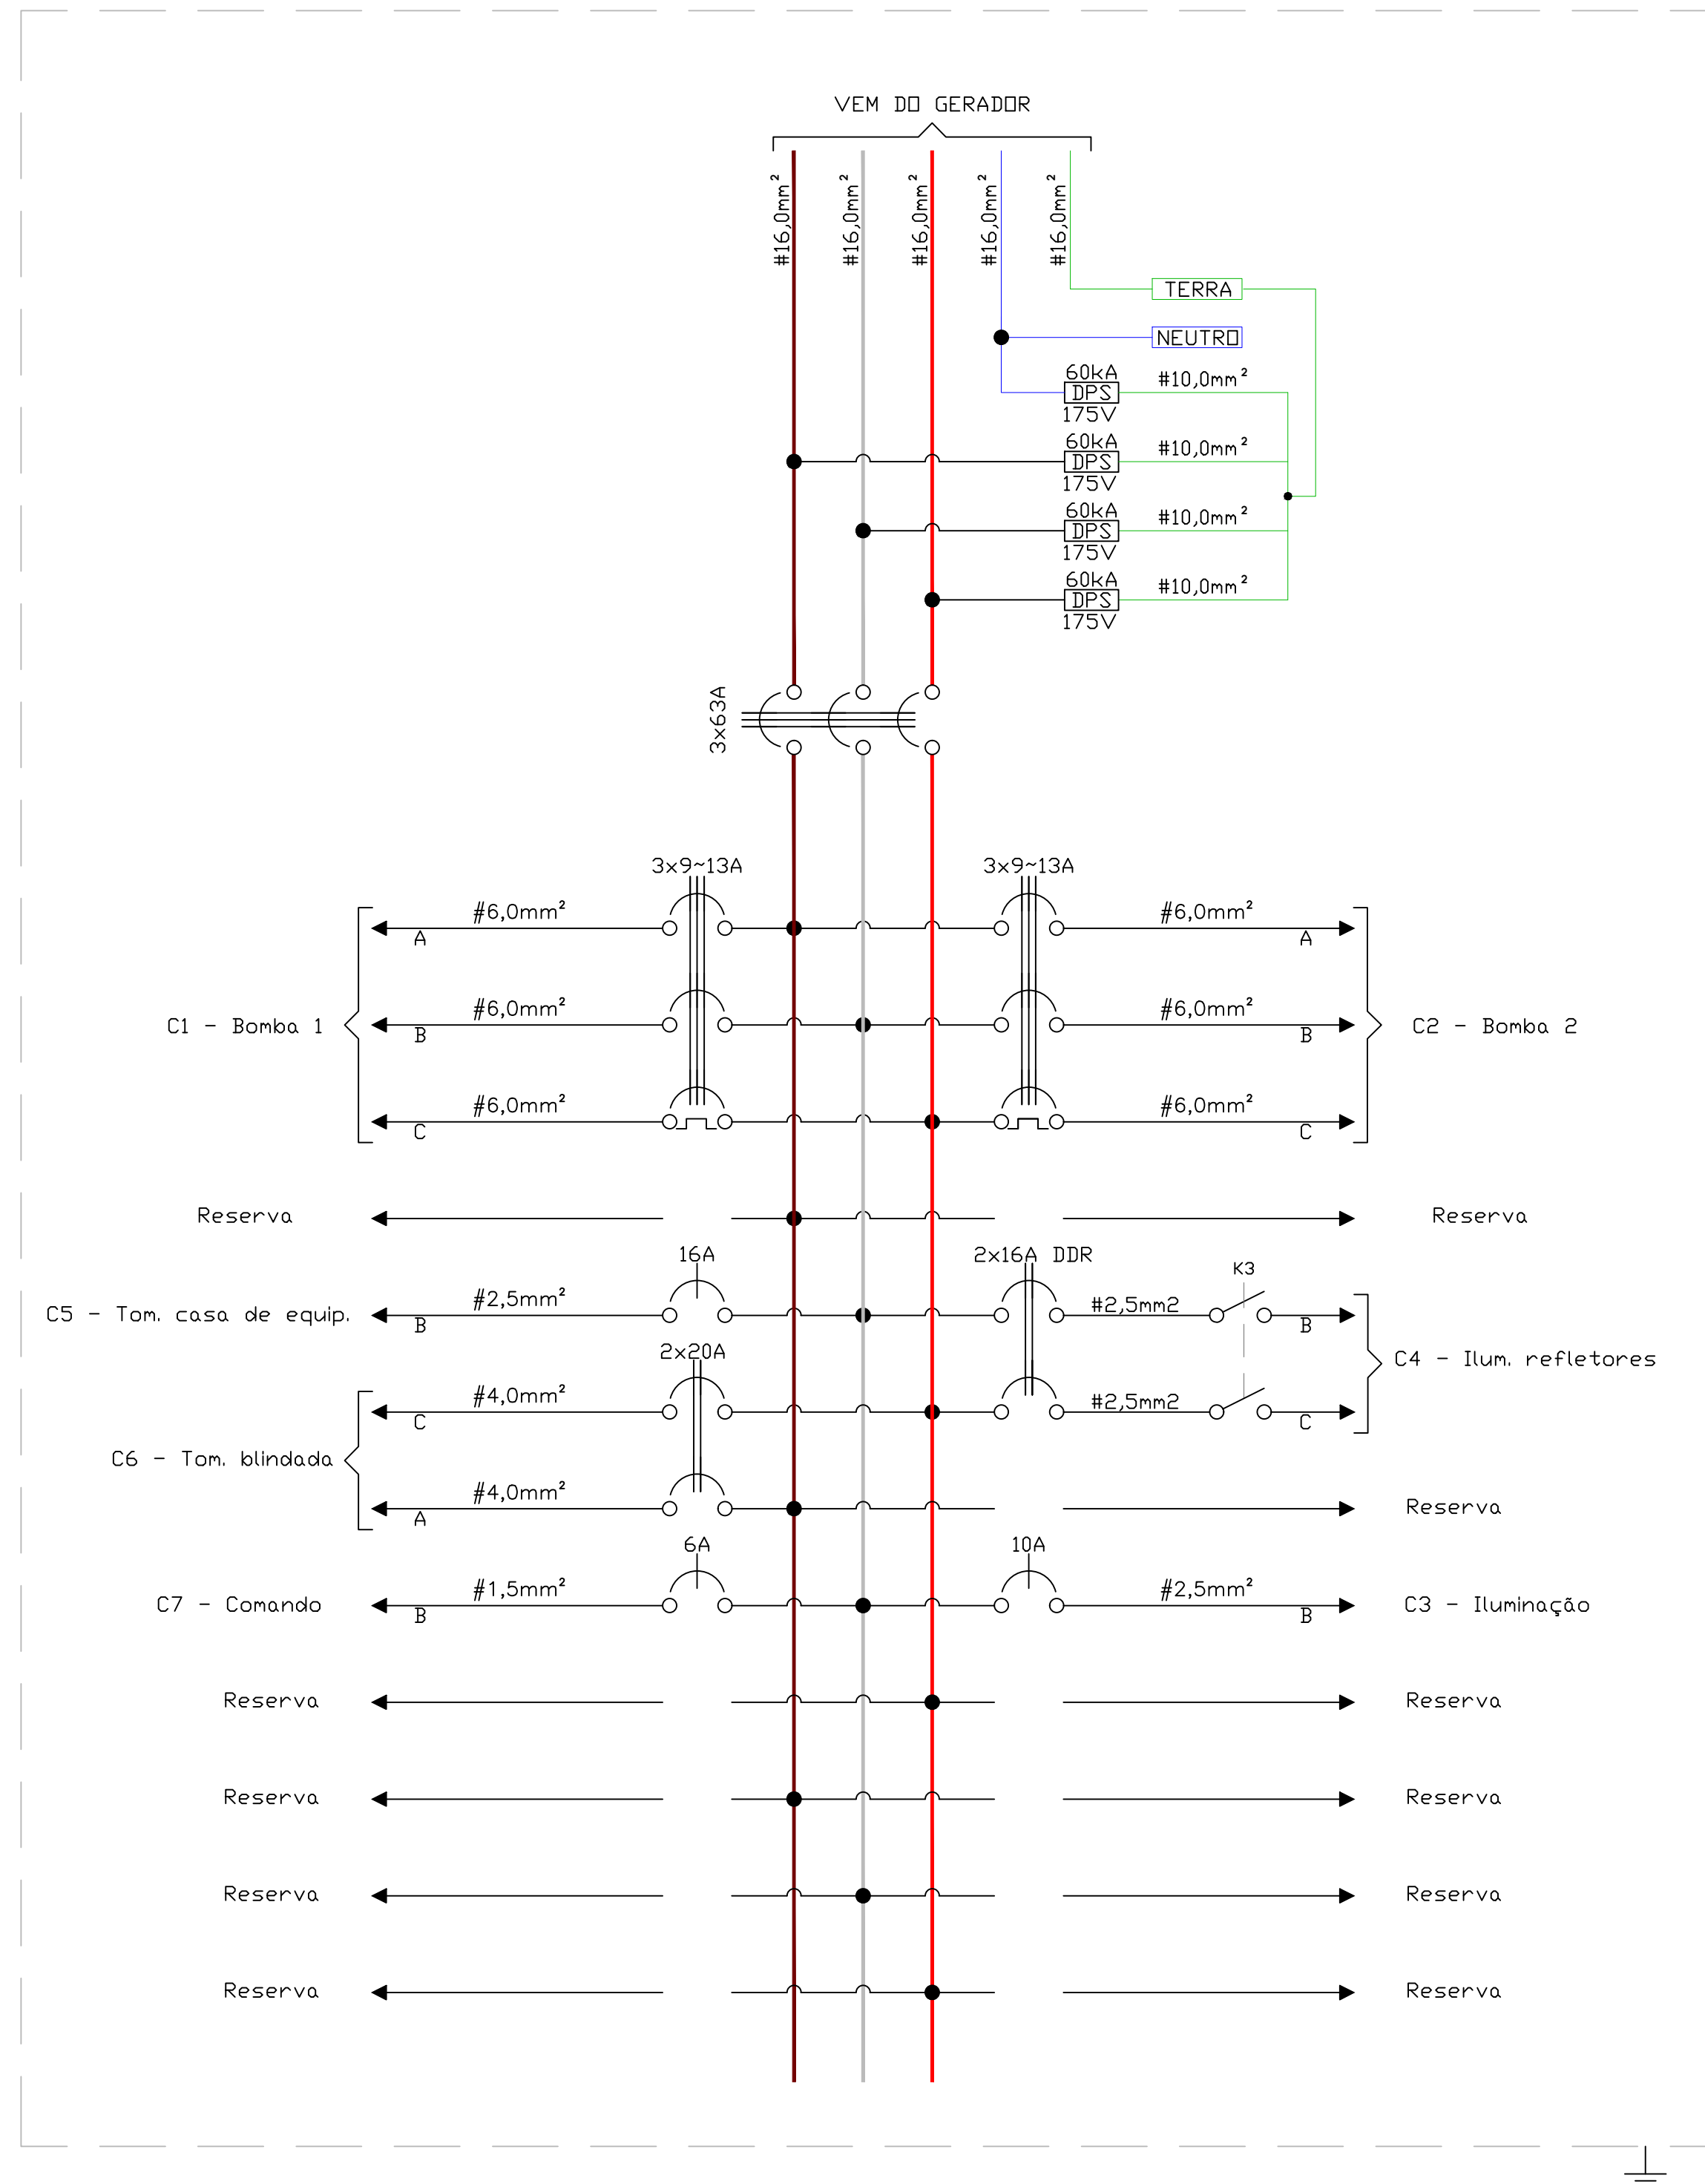 VEM DO GERADOR
#16,0mm²
#16,0mm²
#16,0mm²
#16,0mm²
#16,0mm²
TERRA
NEUTRO
60kA
DPS
175V
#10,0mm²
60kA
DPS
175V
#10,0mm²
60kA
DPS
175V
#10,0mm²
60kA
DPS
175V
#10,0mm²
3x63A
3x9~13A
3x9~13A
#6,0mm²
A
#6,0mm²
A
C1 - Bomba 1
#6,0mm²
B
#6,0mm²
B
C2 - Bomba 2
#6,0mm²
C
#6,0mm²
C
Reserva
Reserva
16A
2x16A DDR
K3
C5 - Tom. casa de equip.
#2,5mm²
B
#2,5mm2
B
C4 - Ilum. refletores
2x20A
#4,0mm²
C
#2,5mm2
C
C6 - Tom. blindada
#4,0mm²
A
Reserva
6A
10A
C7 - Comando
#1,5mm²
B
#2,5mm²
B
C3 - Iluminação
Reserva
Reserva
Reserva
Reserva
Reserva
Reserva
Reserva
Reserva